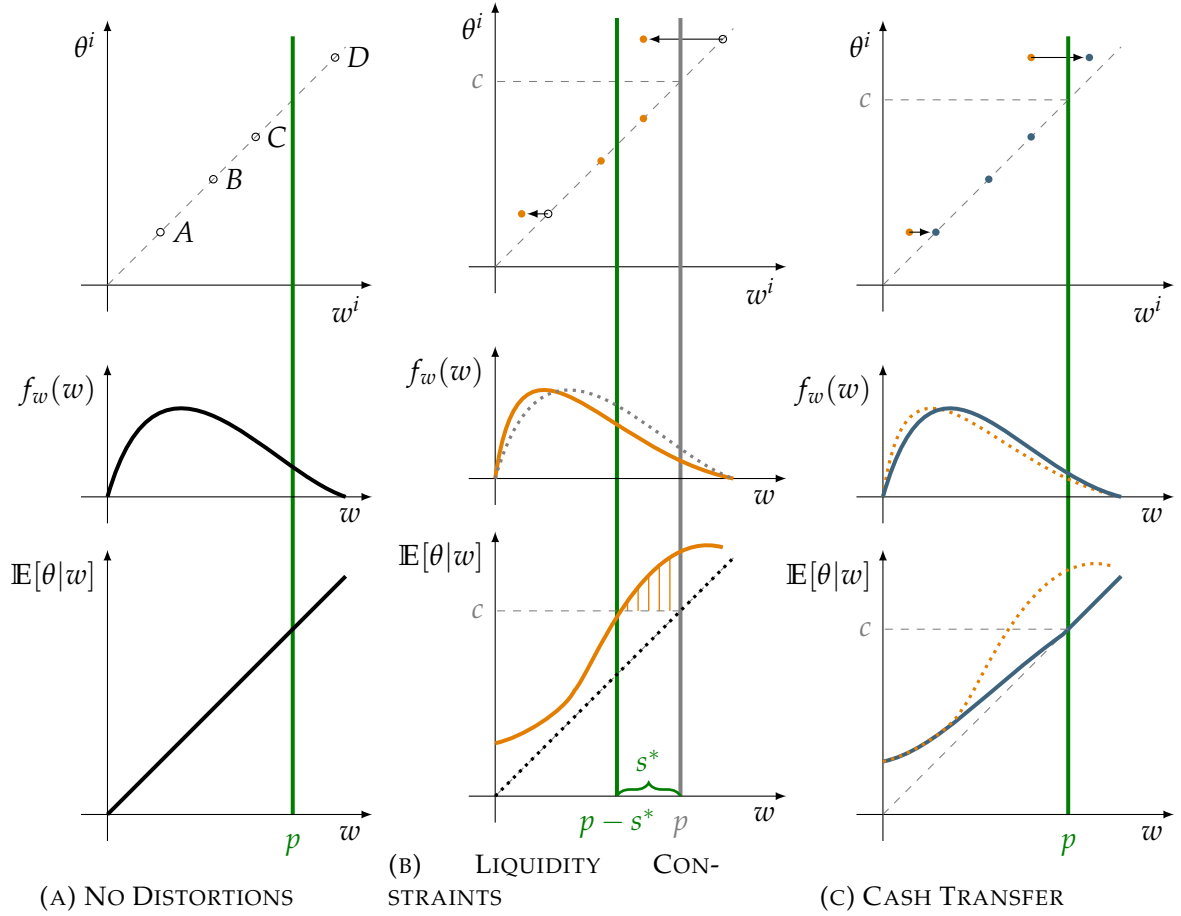 θ^i
D
C
B
A
w^i
f_w(w)
w
𝔼[θ|w]
w
p
(A) NO DISTORTIONS
θ^i
c
w^i
f_w(w)
w
𝔼[θ|w]
c
s*
w
p − s*
p
(B) LIQUIDITY CON-
STRAINTS
θ^i
c
w^i
f_w(w)
w
𝔼[θ|w]
c
w
p
(C) CASH TRANSFER